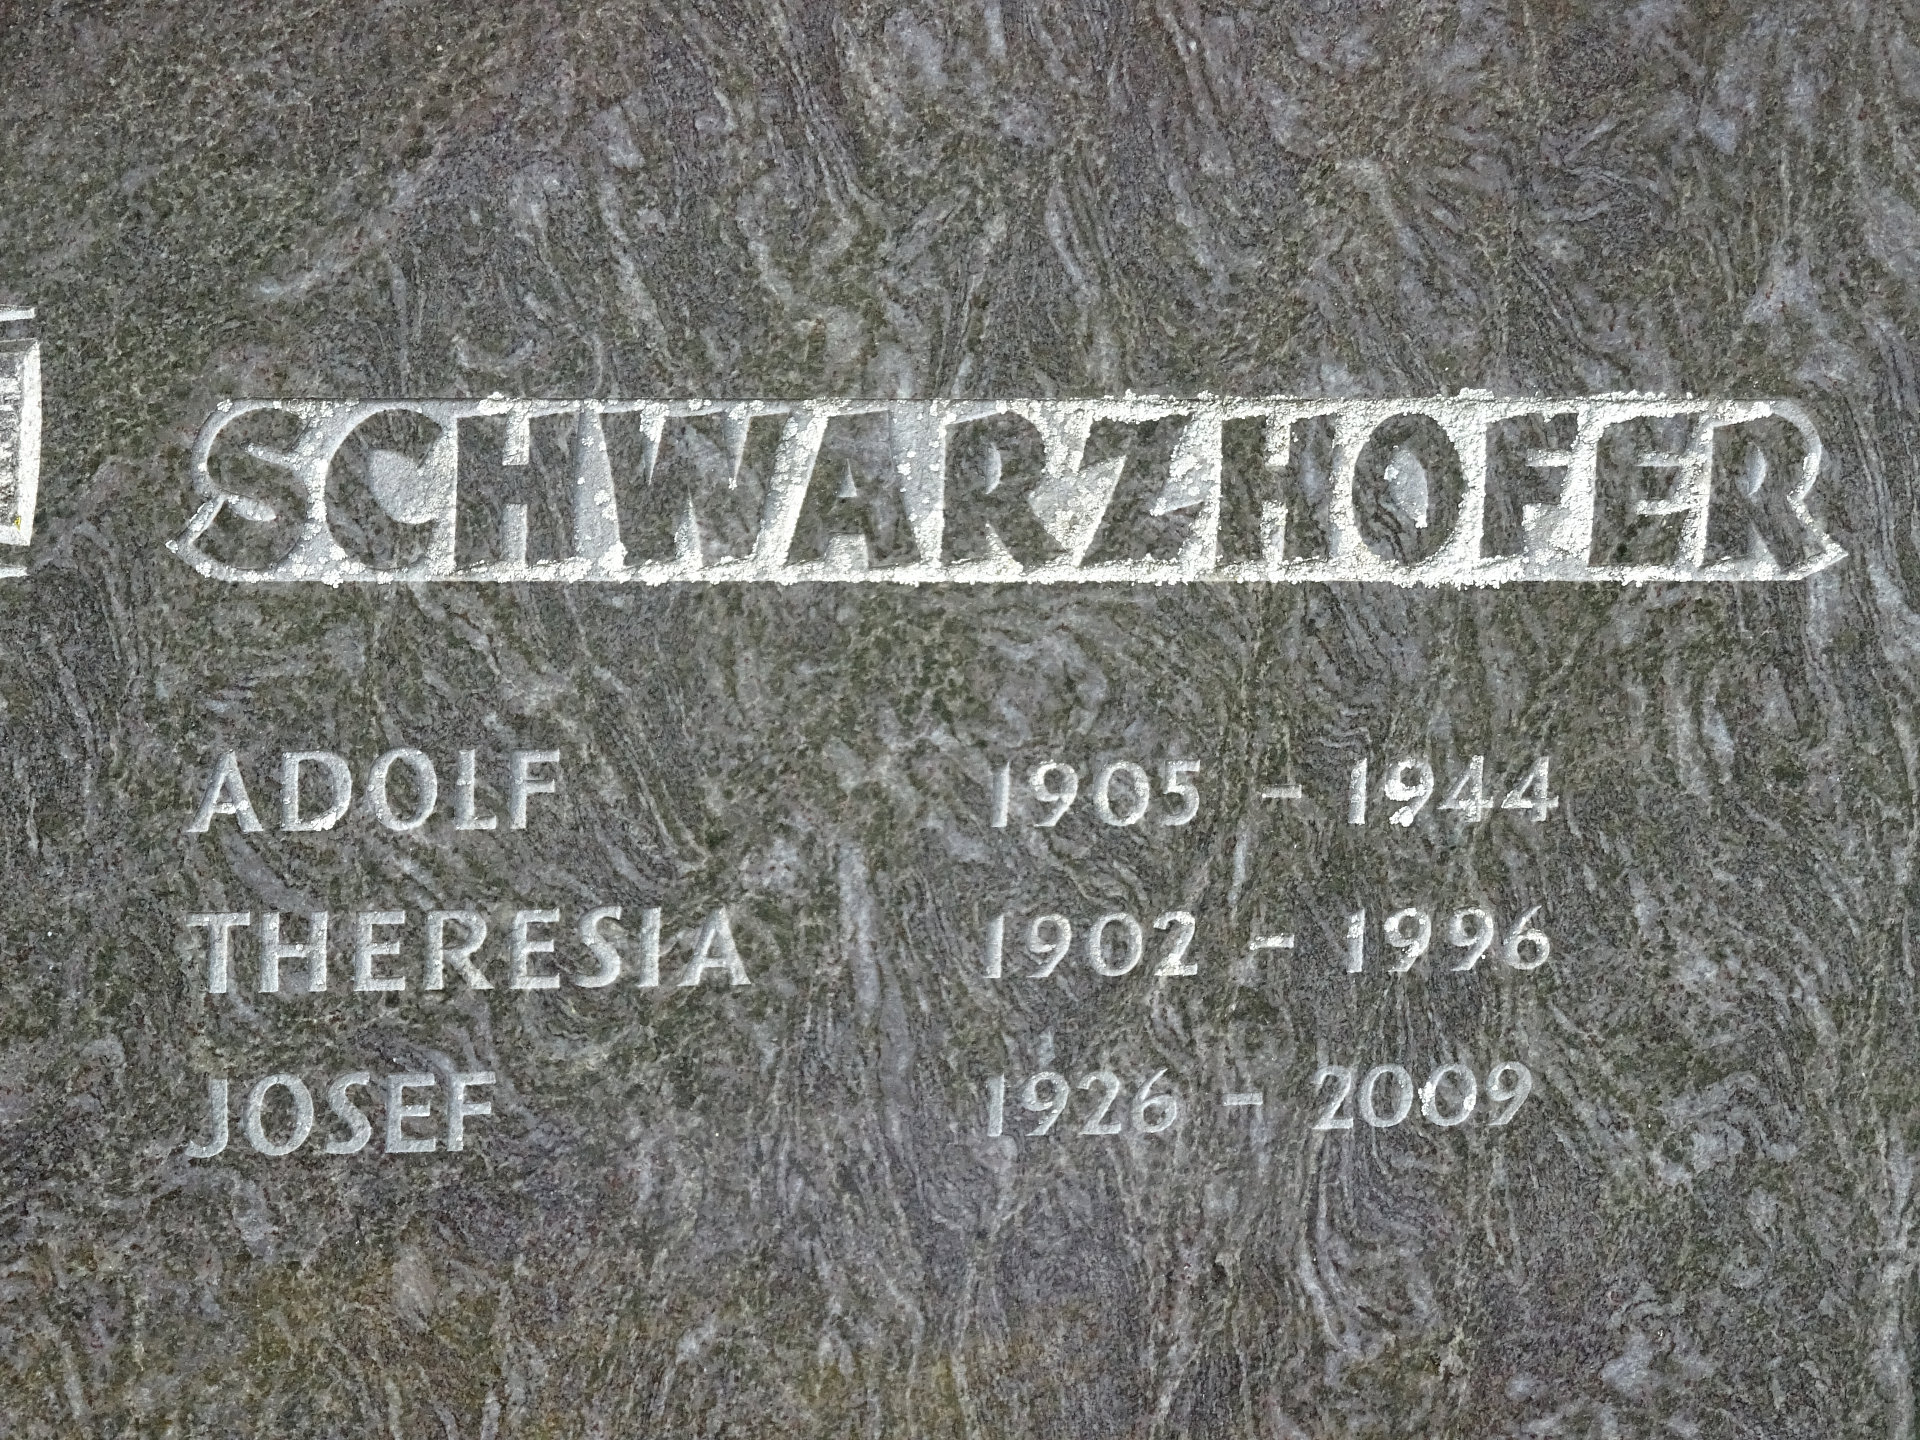 SCHWARZHOFER
ADOLF 1905 - 1944
THERESIA 1902 - 1996
JOSEF 1926 - 2009